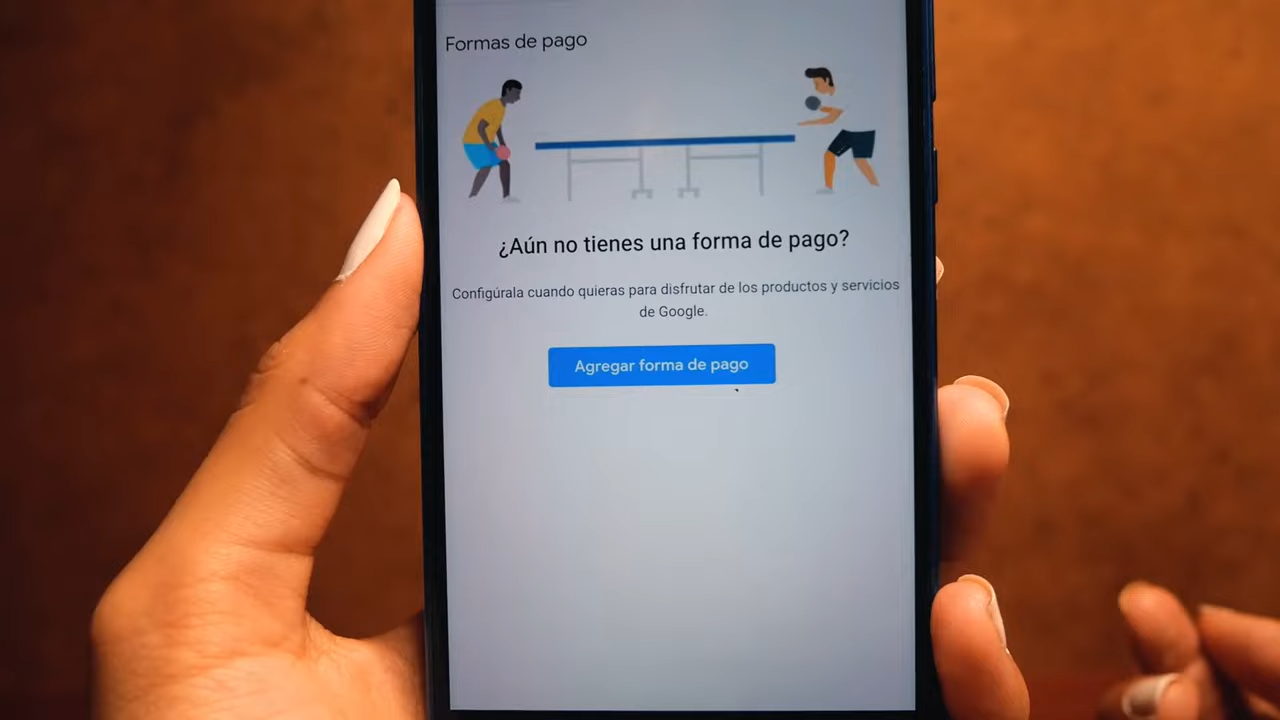 Formas de pago
¿Aún no tienes una forma de pago?
Configúrala cuando quieras para disfrutar de los productos y servicios
de Google.
Agregar forma de pago